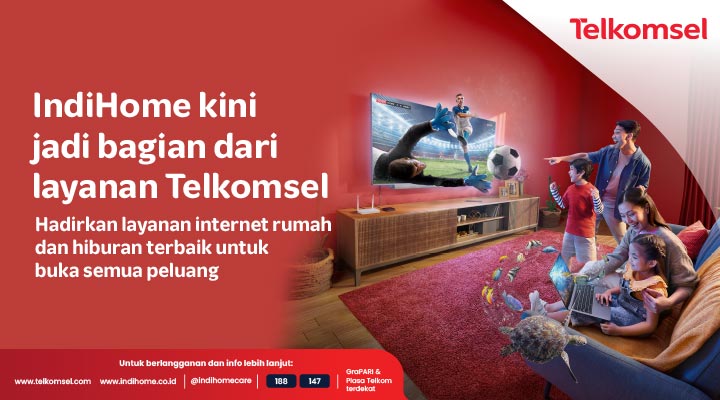 Telkomsel
IndiHome kini
jadi bagian dari
layanan Telkomsel
Hadirkan layanan internet rumah
dan hiburan terbaik untuk
buka semua peluang
Untuk berlangganan dan info lebih lanjut:
www.telkomsel.com www.indihome.co.id @indihomecare 188 147
GraPARI &
Plasa Telkom
terdekat